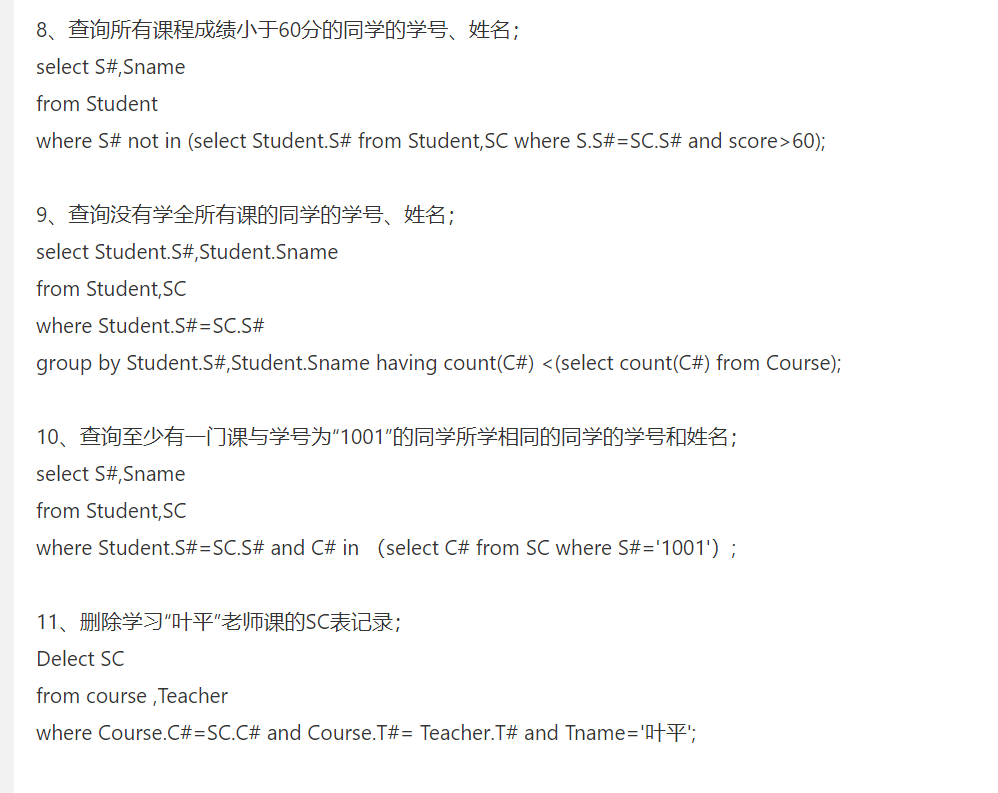 8、查询所有课程成绩小于60分的同学的学号、姓名；
select S#,Sname
from Student
where S# not in (select Student.S# from Student,SC where S.S#=SC.S# and score>60);
9、查询没有学全所有课的同学的学号、姓名；
select Student.S#,Student.Sname
from Student,SC
where Student.S#=SC.S#
group by Student.S#,Student.Sname having count(C#) <(select count(C#) from Course);
10、查询至少有一门课与学号为“1001”的同学所学相同的同学的学号和姓名；
select S#,Sname
from Student,SC
where Student.S#=SC.S# and C# in （select C# from SC where S#='1001'）;
11、删除学习“叶平”老师课的SC表记录；
Delect SC
from course ,Teacher
where Course.C#=SC.C# and Course.T#= Teacher.T# and Tname='叶平';